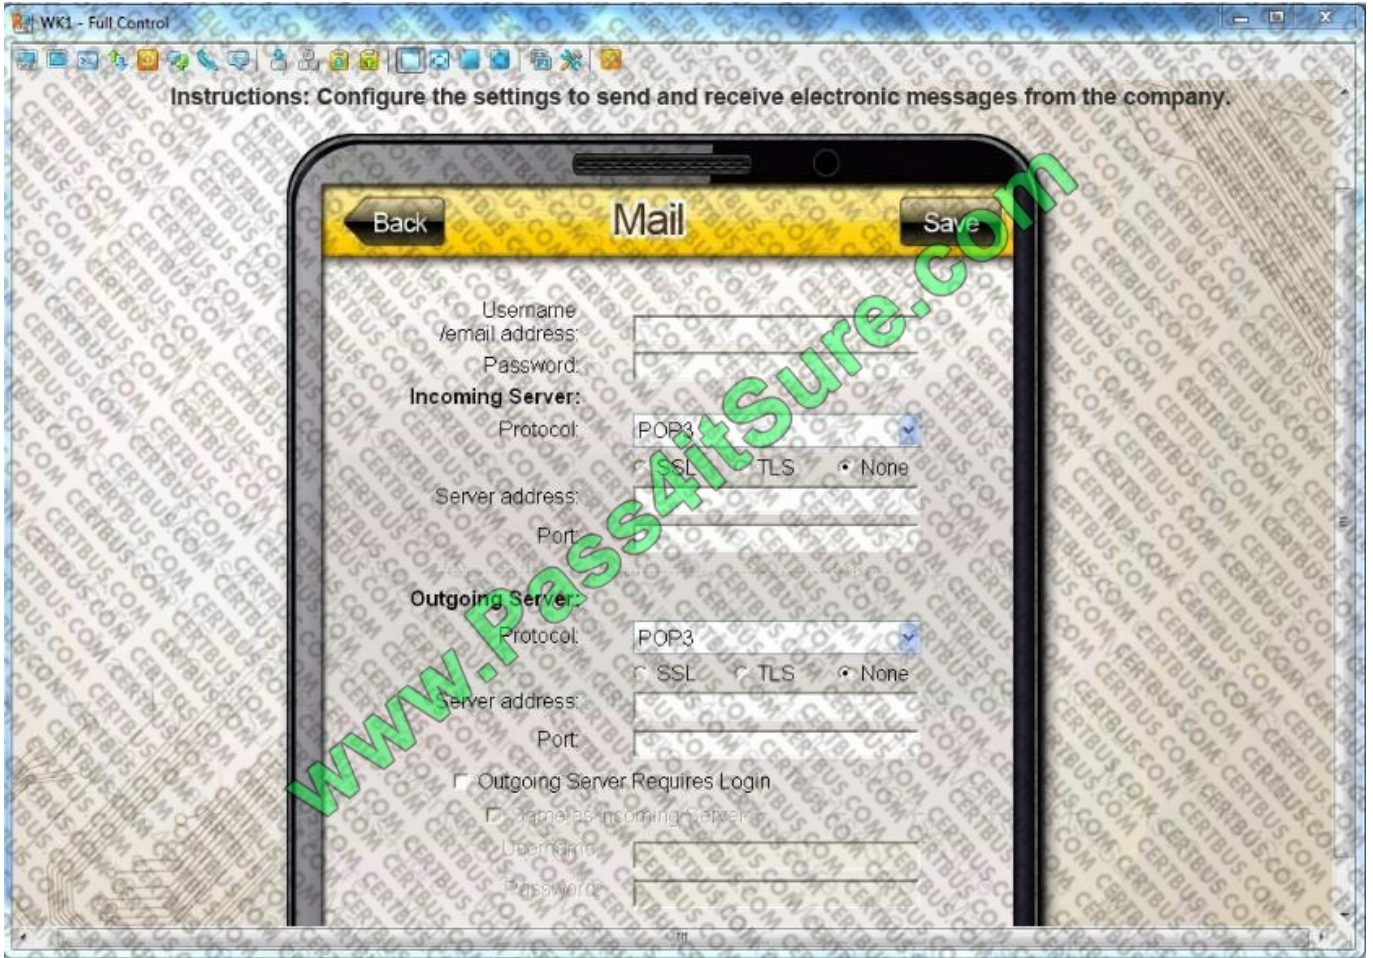 WK1 - Full Control
Instructions: Configure the settings to send and receive electronic messages from the company.
Back
Mail
Save
Username
/email address:
Password:
Incoming Server:
Protocol:
POP3
SSL TLS None
Server address:
Port:
Outgoing Server:
Protocol:
POP3
SSL TLS None
Server address:
Port:
Outgoing Server Requires Login
Same as Incoming Server
Username:
Password:
www.Pass4itSure.com
CERTBUS.COM